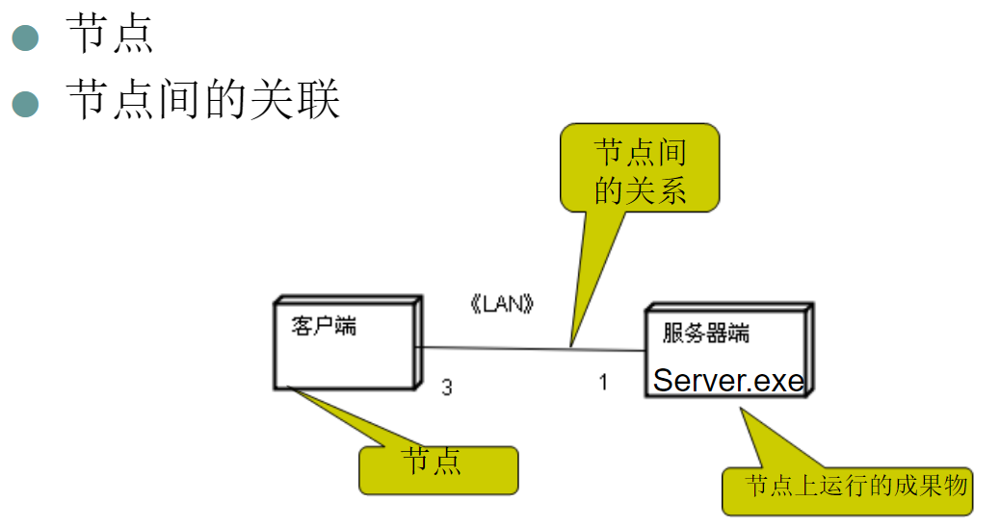 节点
节点间的关联
节点间
的关系
《LAN》
客户端
服务器端
Server.exe
3
1
节点
节点上运行的成果物